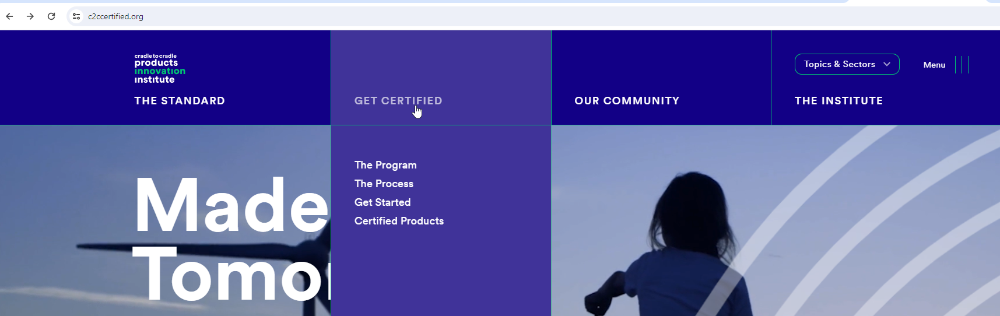 c2ccertified.org
cradle to cradle
products
innovation
institute
Topics & Sectors
Menu
THE STANDARD
GET CERTIFIED
OUR COMMUNITY
THE INSTITUTE
The Program
The Process
Get Started
Certified Products
Made